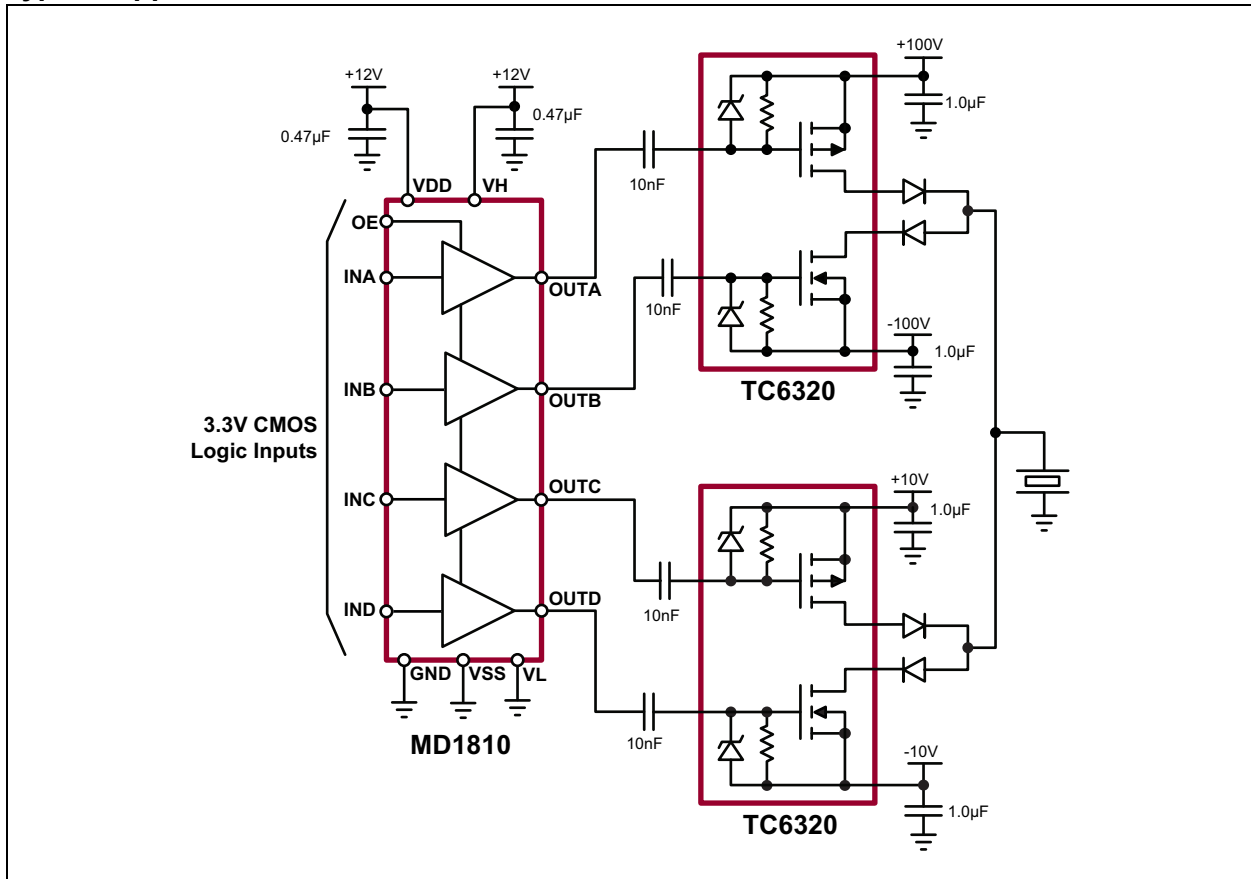 +12V
+12V
0.47µF
0.47µF
VDD
VH
OE
INA
INB
INC
IND
3.3V CMOS
Logic Inputs
OUTA
OUTB
OUTC
OUTD
GND
VSS
VL
MD1810
10nF
10nF
10nF
10nF
+100V
1.0µF
-100V
1.0µF
TC6320
+10V
1.0µF
-10V
1.0µF
TC6320